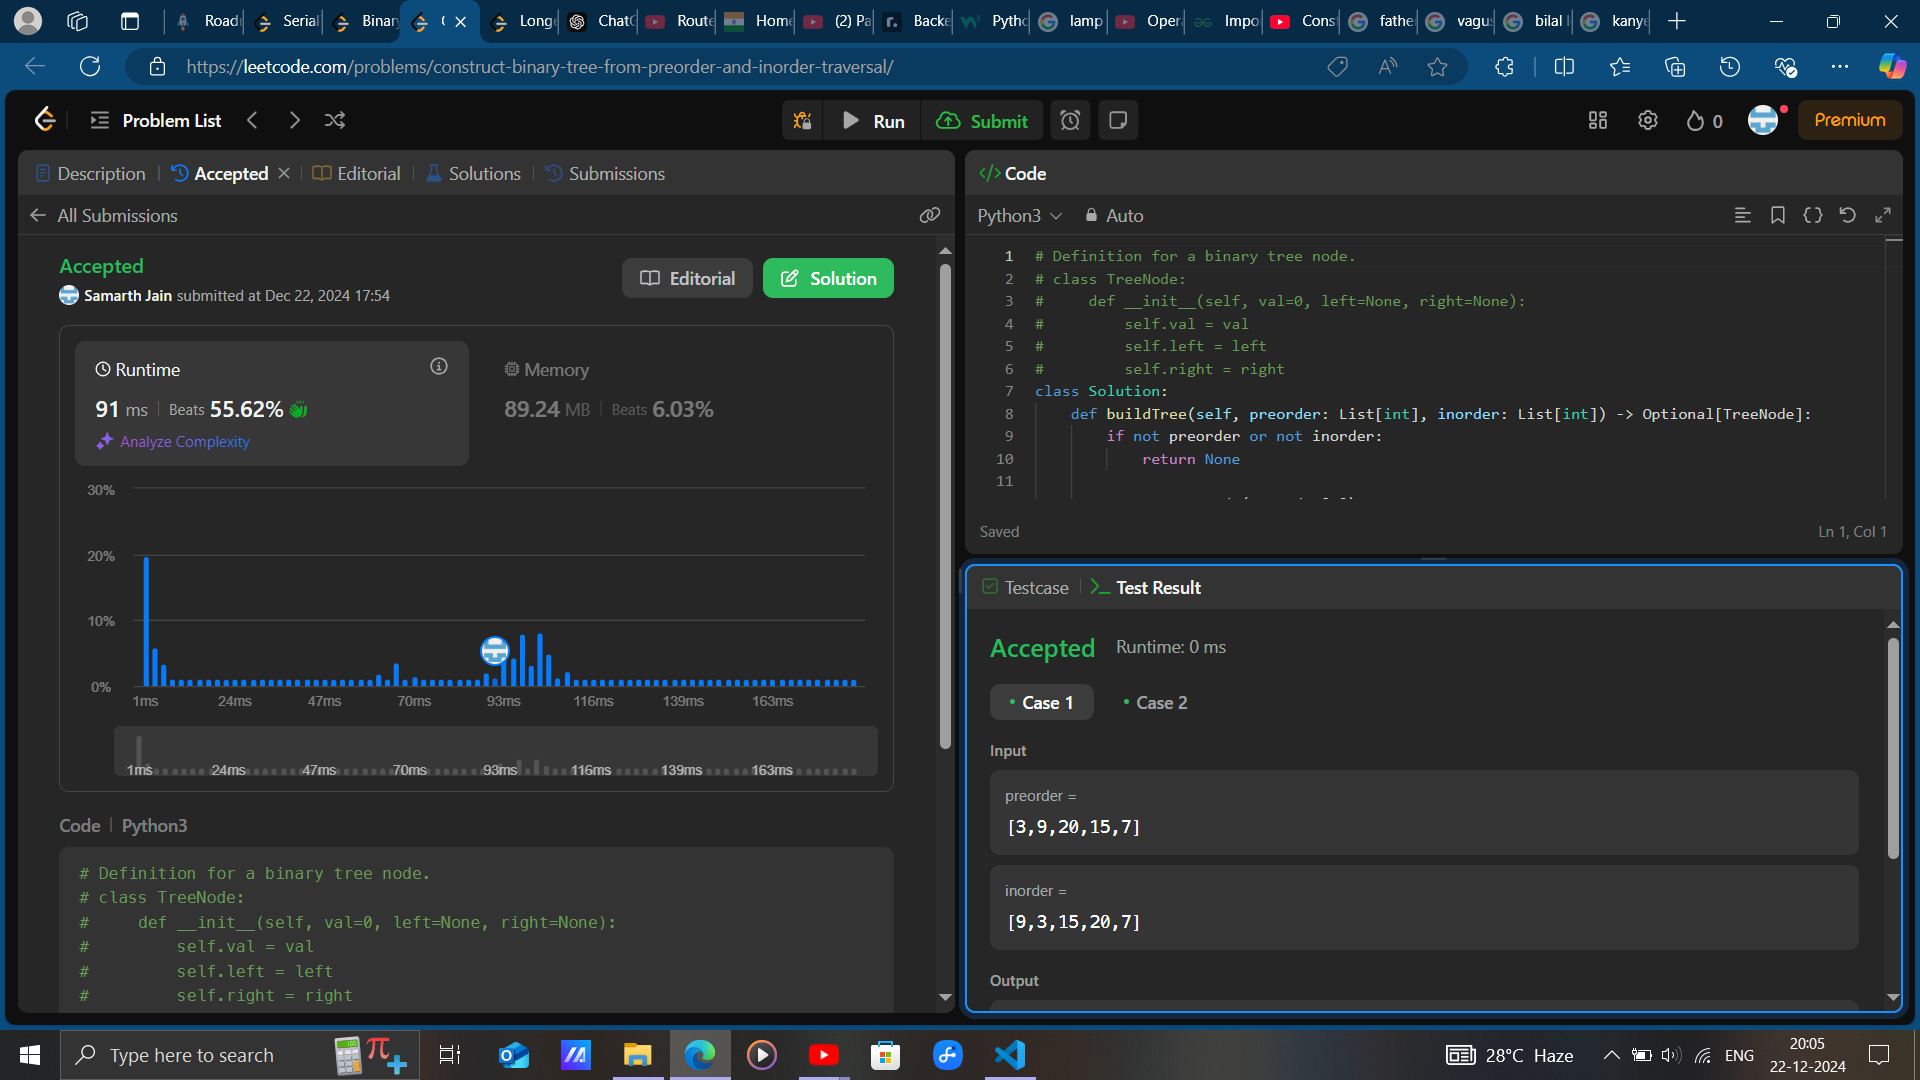 Road
Serial
Binary
Longe
ChatG
Route
Home
(2) Pa
Backe
Pytho
lamp
Opera
Impo
Const
father
vagus
bilal
kanye
https://leetcode.com/problems/construct-binary-tree-from-preorder-and-inorder-traversal/
Problem List
Run
Submit
0
Premium
Description
Accepted
Editorial
Solutions
Submissions
All Submissions
Accepted
Samarth Jain submitted at Dec 22, 2024 17:54
Editorial
Solution
Runtime
91 ms
Beats 55.62%
Analyze Complexity
Memory
89.24 MB
Beats 6.03%
30%
20%
10%
0%
1ms 24ms 47ms 70ms 93ms 116ms 139ms 163ms
1ms 24ms 47ms 70ms 93ms 116ms 139ms 163ms
Code | Python3
# Definition for a binary tree node.
# class TreeNode:
#     def __init__(self, val=0, left=None, right=None):
#         self.val = val
#         self.left = left
#         self.right = right
</> Code
Python3
Auto
1 # Definition for a binary tree node.
2 # class TreeNode:
3 #     def __init__(self, val=0, left=None, right=None):
4 #         self.val = val
5 #         self.left = left
6 #         self.right = right
7 class Solution:
8     def buildTree(self, preorder: List[int], inorder: List[int]) -> Optional[TreeNode]:
9         if not preorder or not inorder:
10             return None
11
Saved
Ln 1, Col 1
Testcase
Test Result
Accepted
Runtime: 0 ms
Case 1
Case 2
Input
preorder =
[3,9,20,15,7]
inorder =
[9,3,15,20,7]
Output
Type here to search
28°C Haze
ENG
20:05
22-12-2024